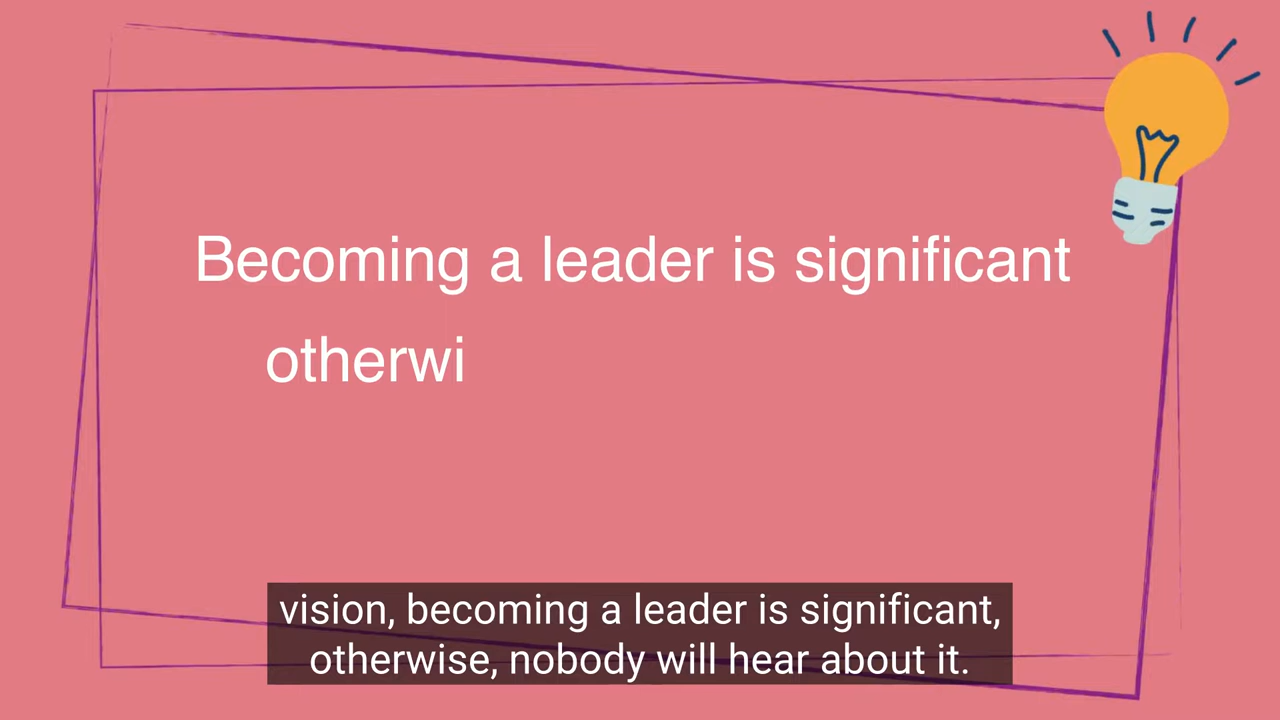 Becoming a leader is significant
otherwi
vision, becoming a leader is significant,
otherwise, nobody will hear about it.